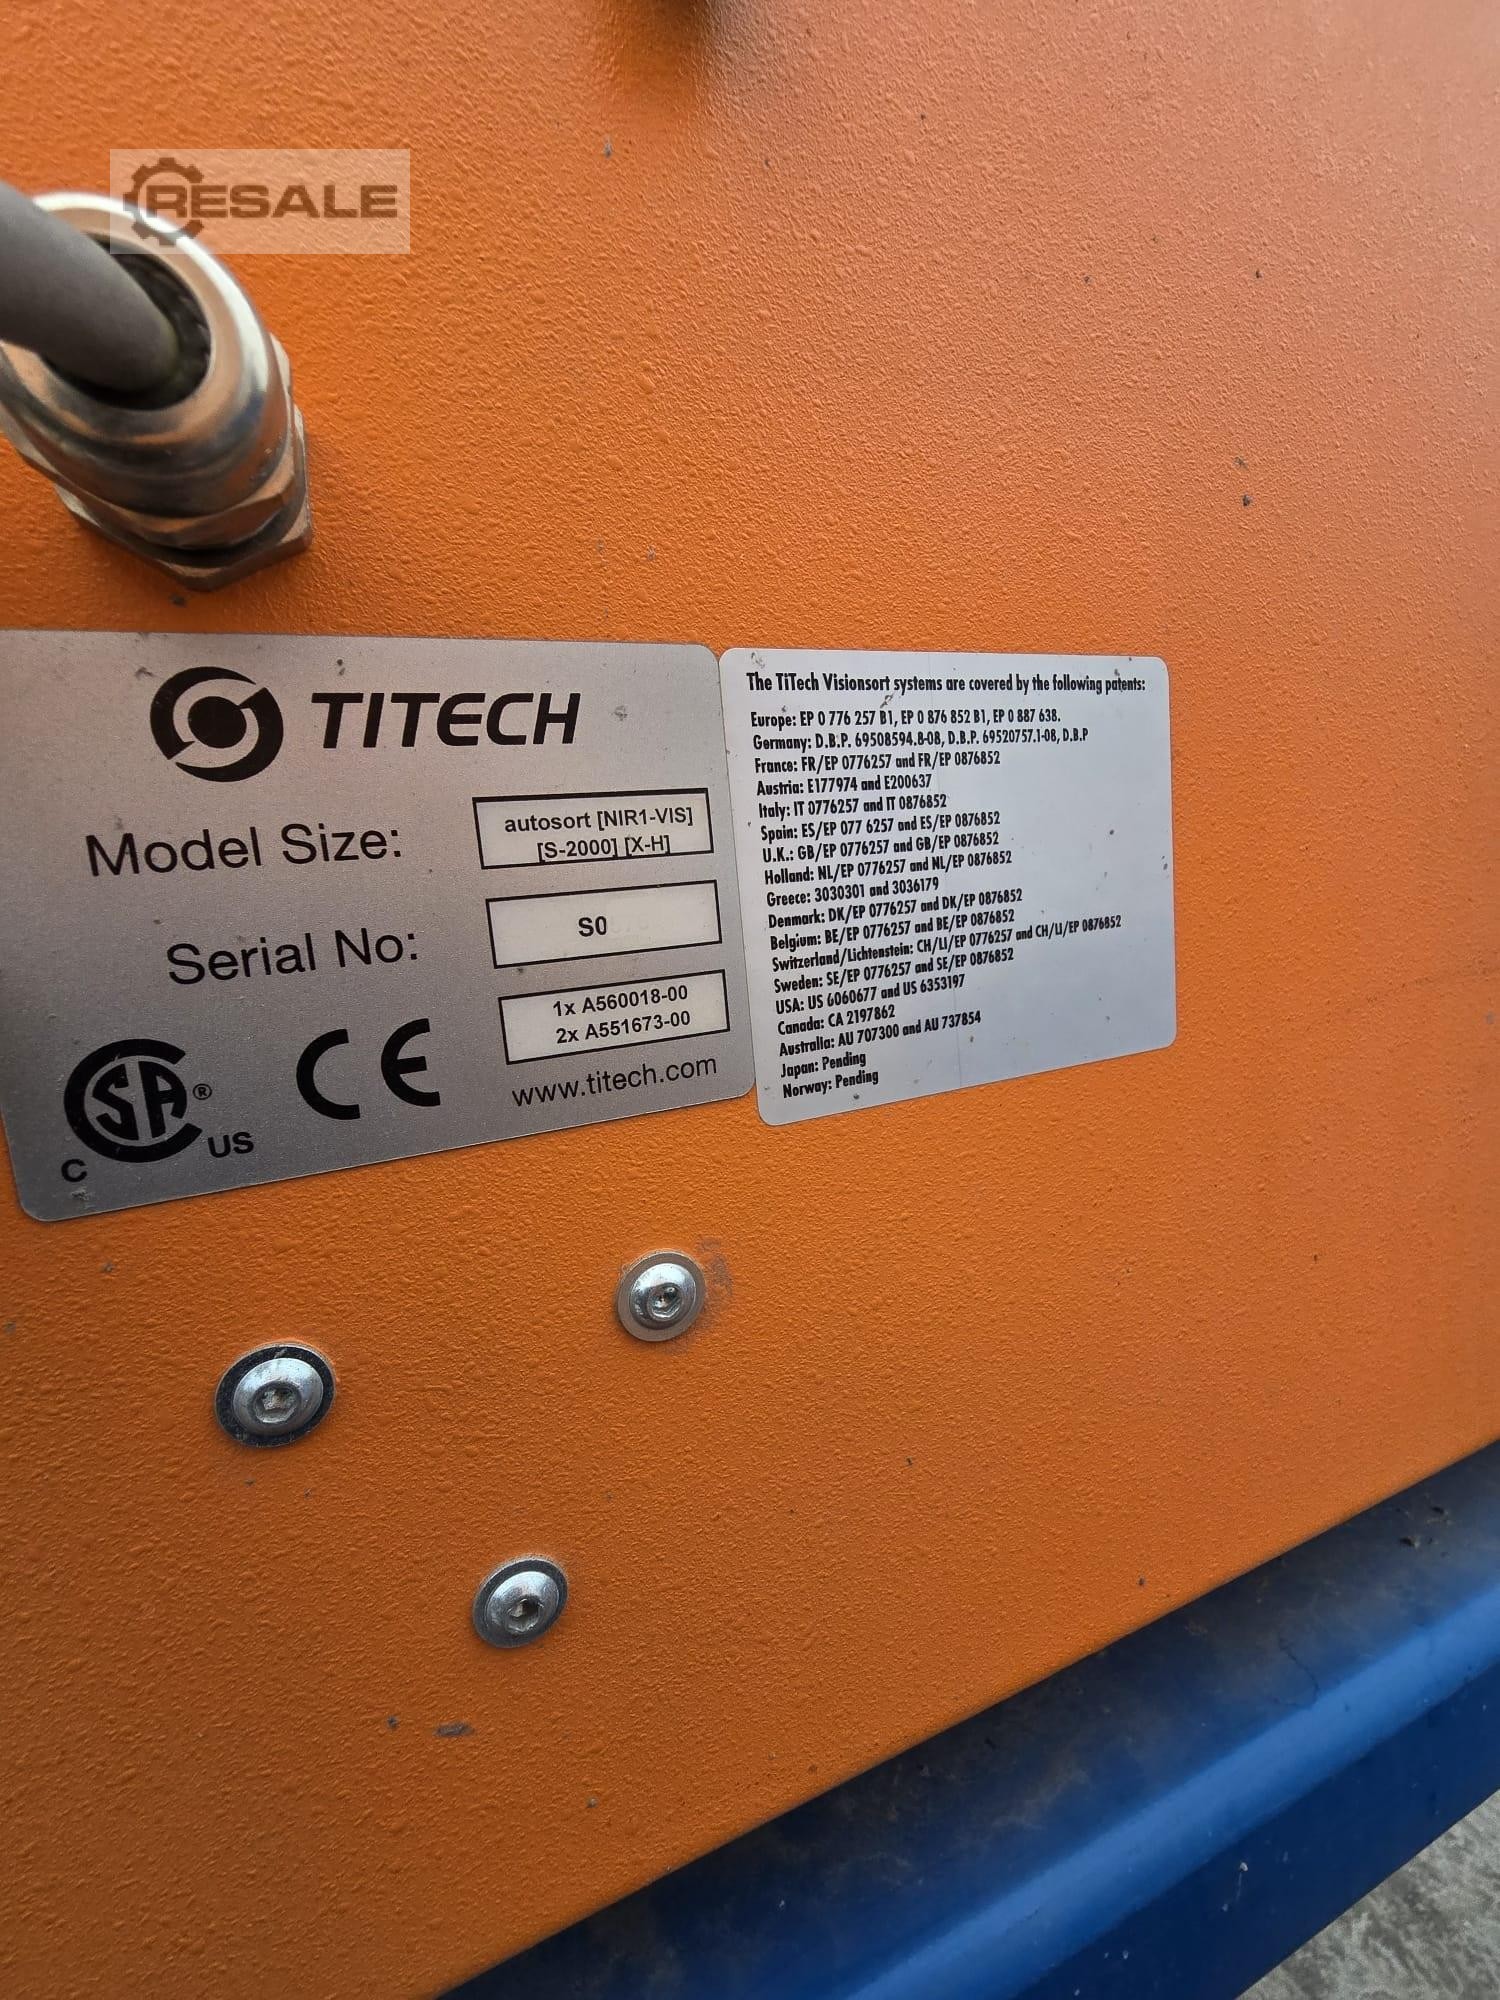 RESALE
TITECH
Model Size:
autosort [NIR1-VIS]
[S-2000] [X-H]
Serial No:
S0
1x A560018-00
2x A551673-00
www.titech.com
CSA ®
C US
CE
The TiTech Visionsort systems are covered by the following patents:
Europe: EP 0 776 257 B1, EP 0 876 852 B1, EP 0 887 638.
Germany: D.B.P. 69508594.8-08, D.B.P. 69520757.1-08, D.B.P
France: FR/EP 0776257 and FR/EP 0876852
Austria: E177974 and E200637
Italy: IT 0776257 and IT 0876852
Spain: ES/EP 077 6257 and ES/EP 0876852
U.K.: GB/EP 0776257 and GB/EP 0876852
Holland: NL/EP 0776257 and NL/EP 0876852
Greece: 3030301 and 3036179
Denmark: DK/EP 0776257 and DK/EP 0876852
Belgium: BE/EP 0776257 and BE/EP 0876852
Switzerland/Lichtenstein: CH/LI/EP 0776257 and CH/LI/EP 0876852
Sweden: SE/EP 0776257 and SE/EP 0876852
USA: US 6060677 and US 6353197
Canada: CA 2197862
Australia: AU 707300 and AU 737854
Japan: Pending
Norway: Pending